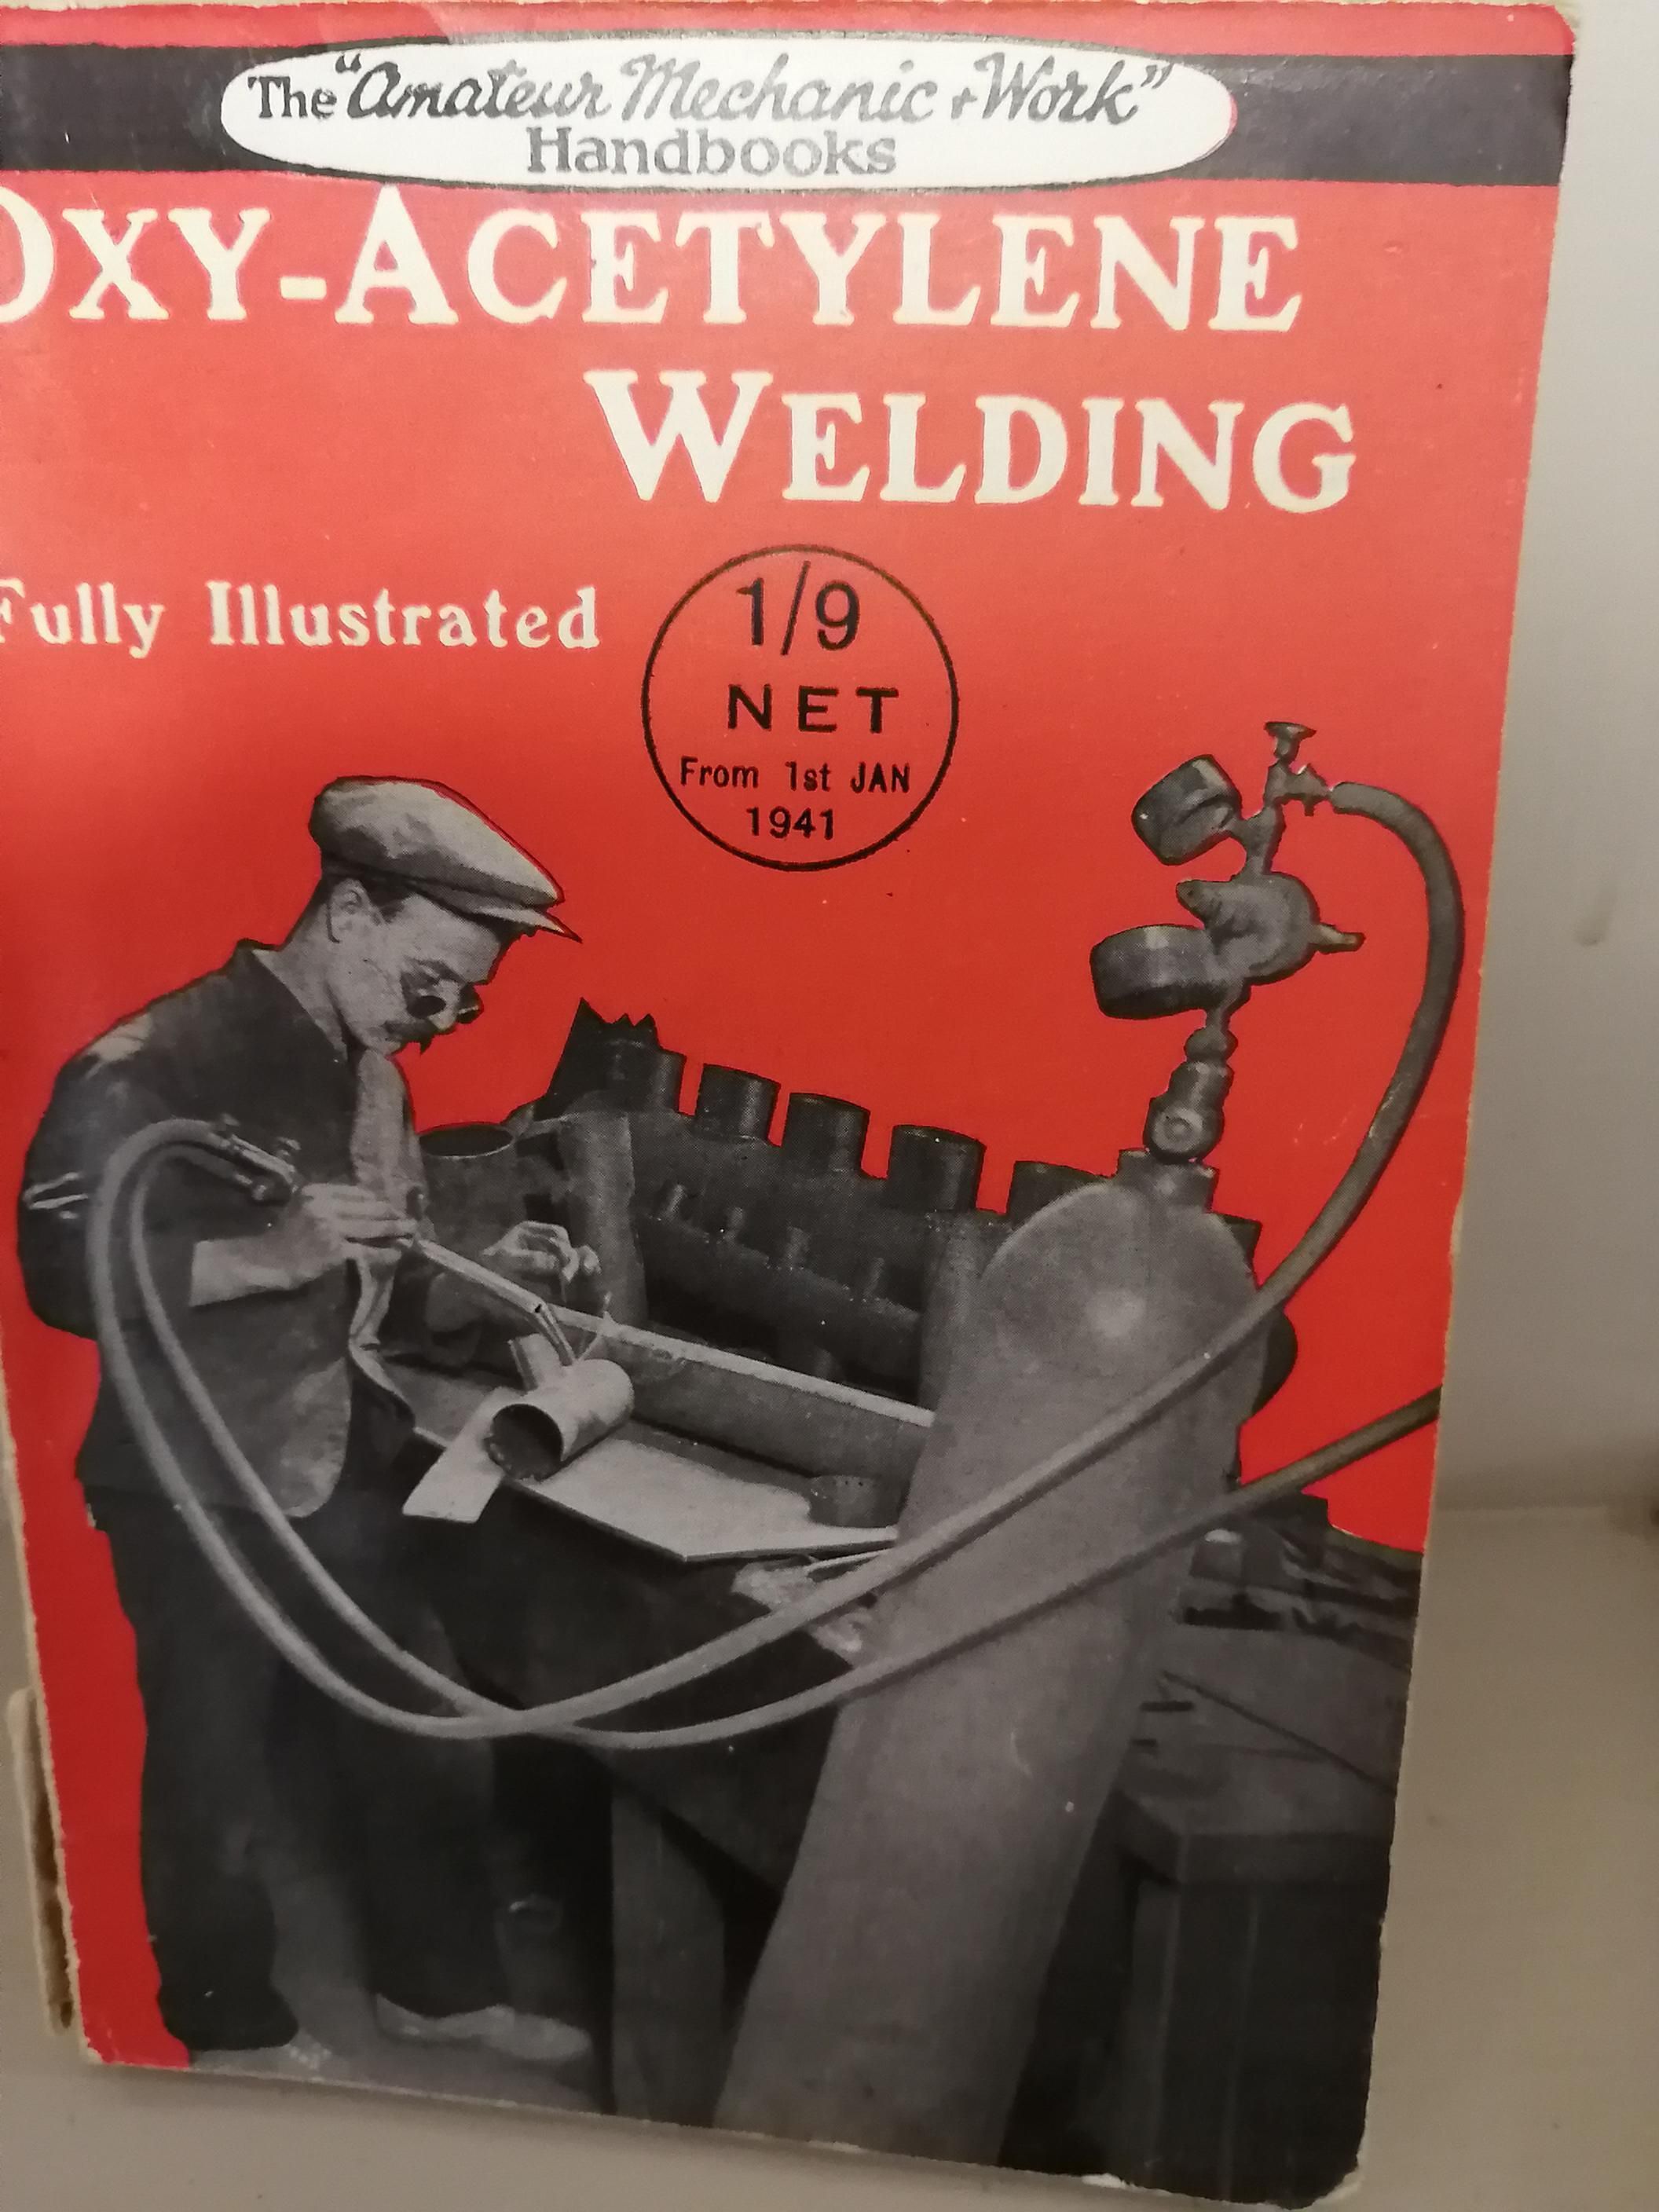 The "Amateur Mechanic & Work"
Handbooks
OXY-ACETYLENE
WELDING
Fully Illustrated
1/9
NET
From 1st JAN
1941